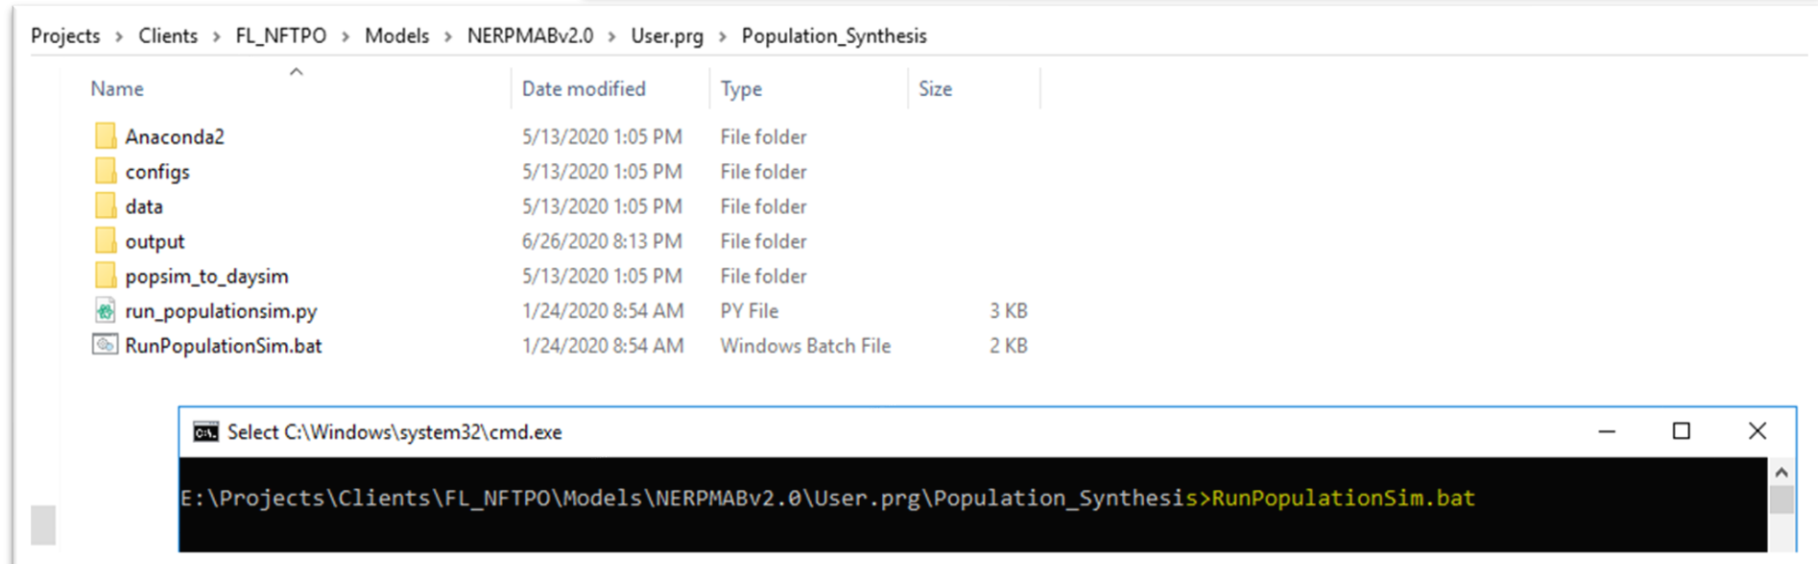 Projects > Clients > FL_NFTPO > Models > NERPMABv2.0 > User.prg > Population_Synthesis
Name Date modified Type Size
Anaconda2 5/13/2020 1:05 PM File folder
configs 5/13/2020 1:05 PM File folder
data 5/13/2020 1:05 PM File folder
output 6/26/2020 8:13 PM File folder
popsim_to_daysim 5/13/2020 1:05 PM File folder
run_populationsim.py 1/24/2020 8:54 AM PY File 3 KB
RunPopulationSim.bat 1/24/2020 8:54 AM Windows Batch File 2 KB
Select C:\Windows\system32\cmd.exe
E:\Projects\Clients\FL_NFTPO\Models\NERPMABv2.0\User.prg\Population_Synthesis>RunPopulationSim.bat